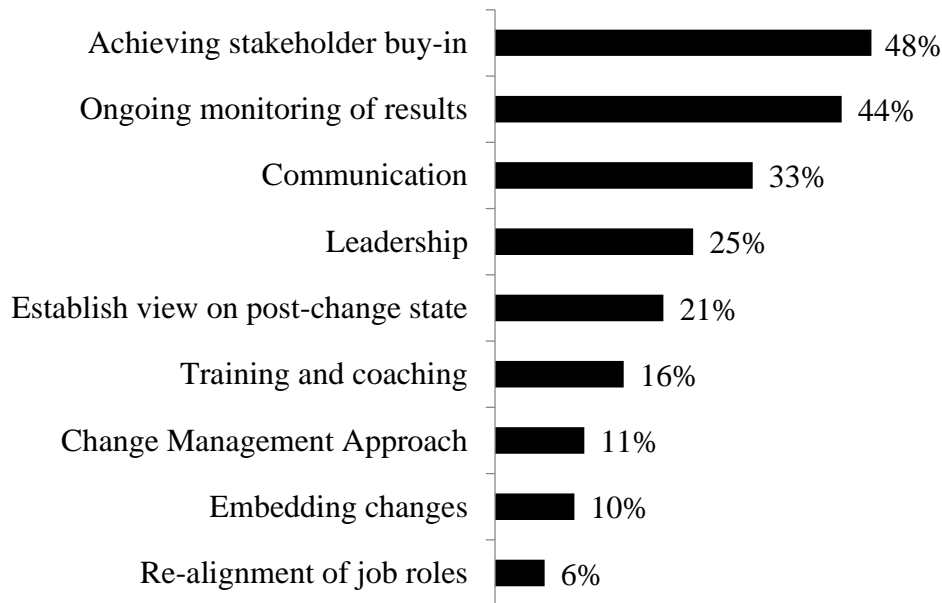 Achieving stakeholder buy-in 48%
Ongoing monitoring of results 44%
Communication 33%
Leadership 25%
Establish view on post-change state 21%
Training and coaching 16%
Change Management Approach 11%
Embedding changes 10%
Re-alignment of job roles 6%